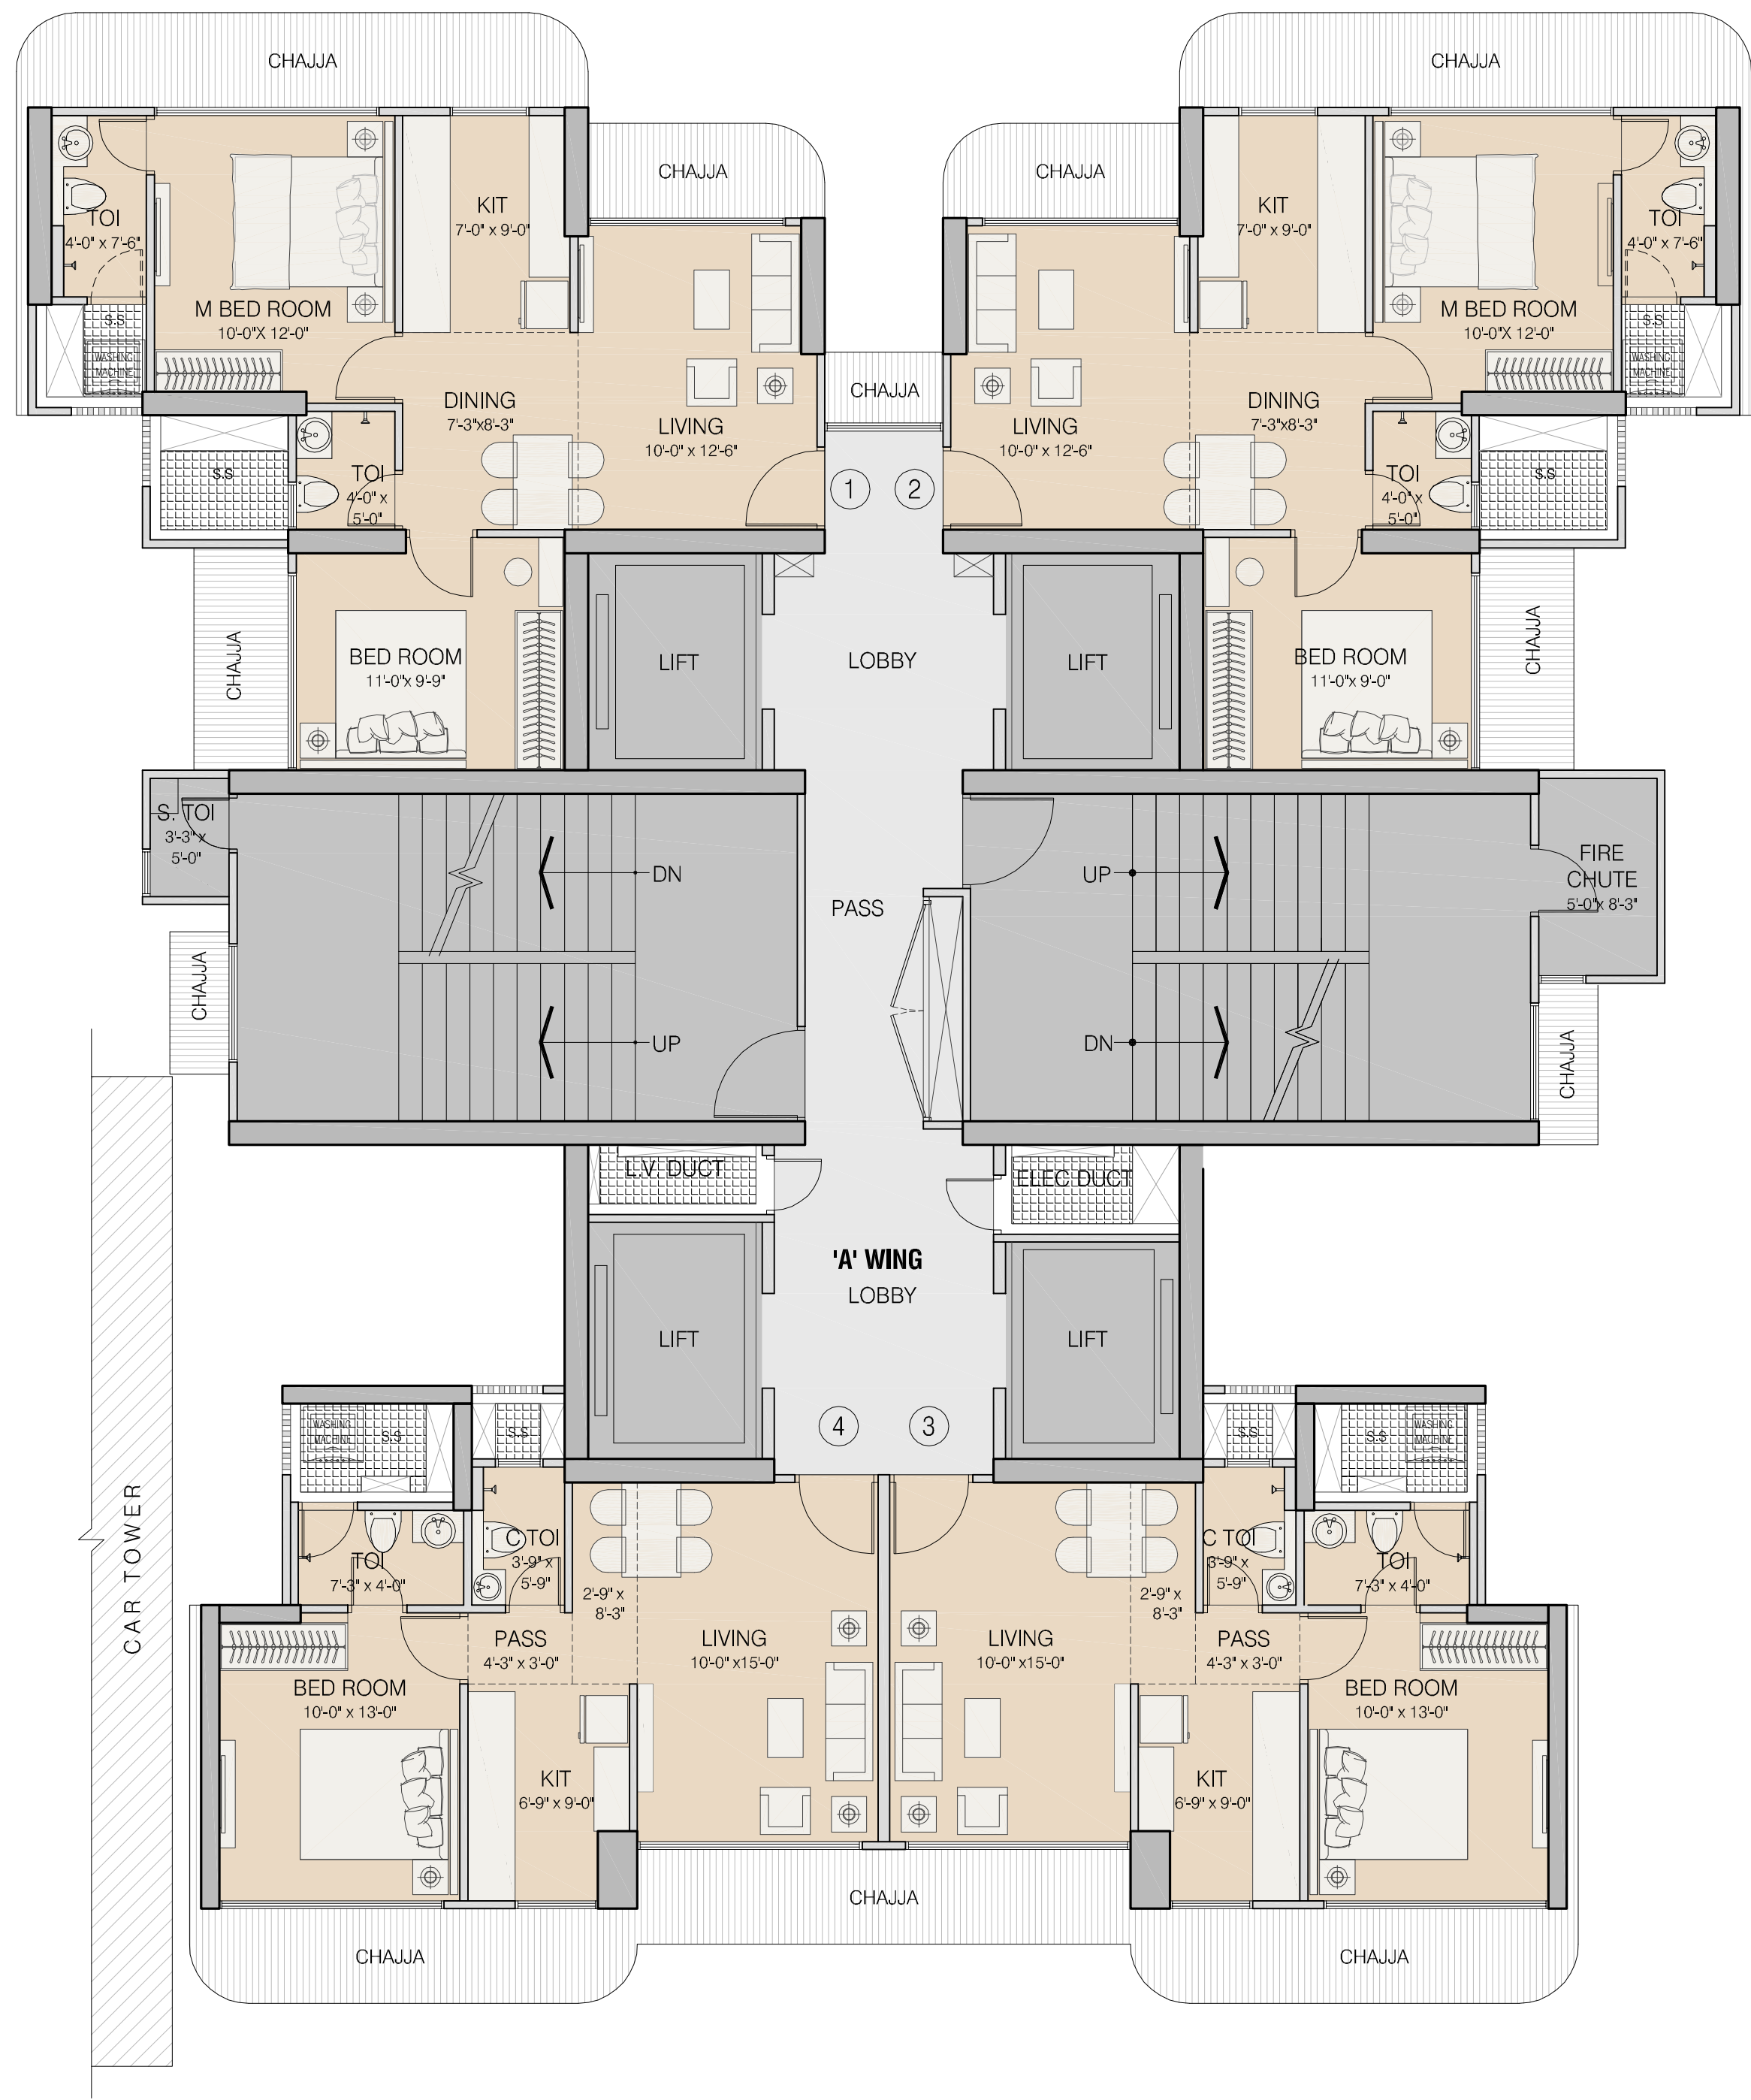 CHAJJA
CHAJJA
CHAJJA
CHAJJA
TOI
4'-0" x 7'-6"
M BED ROOM
10'-0"X 12'-0"
KIT
7'-0" x 9'-0"
KIT
7'-0" x 9'-0"
M BED ROOM
10'-0"X 12'-0"
TOI
4'-0" x 7'-6"
S.S
WASHING
MACHINE
S.S
WASHING
MACHINE
CHAJJA
DINING
7'-3"x8'-3"
LIVING
10'-0" x 12'-6"
LIVING
10'-0" x 12'-6"
DINING
7'-3"x8'-3"
S.S
TOI
4'-0" x
5'-0"
1
2
TOI
4'-0" x
5'-0"
S.S
CHAJJA
BED ROOM
11'-0"x 9'-9"
LIFT
LOBBY
LIFT
BED ROOM
11'-0"x 9'-0"
CHAJJA
S. TOI
3'-3" x
5'-0"
DN
UP
FIRE
CHUTE
5'-0"x 8'-3"
PASS
CHAJJA
UP
DN
CHAJJA
L.V. DUCT
ELEC DUCT
'A' WING
LOBBY
LIFT
LIFT
4
3
WASHING
MACHINE
S.S
S.S
S.S
S.S
WASHING
MACHINE
CAR TOWER
TOI
7'-3" x 4'-0"
C TOI
3'-9" x
5'-9"
2'-9" x
8'-3"
2'-9" x
8'-3"
C TOI
3'-9" x
5'-9"
TOI
7'-3" x 4'-0"
PASS
4'-3" x 3'-0"
LIVING
10'-0" x15'-0"
LIVING
10'-0" x15'-0"
PASS
4'-3" x 3'-0"
BED ROOM
10'-0" x 13'-0"
BED ROOM
10'-0" x 13'-0"
KIT
6'-9" x 9'-0"
KIT
6'-9" x 9'-0"
CHAJJA
CHAJJA
CHAJJA